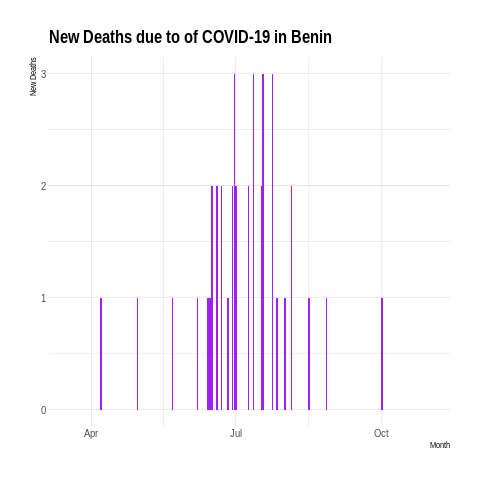 New Deaths due to of COVID-19 in Benin
New Deaths
3
2
1
0
Apr Jul Oct
Month